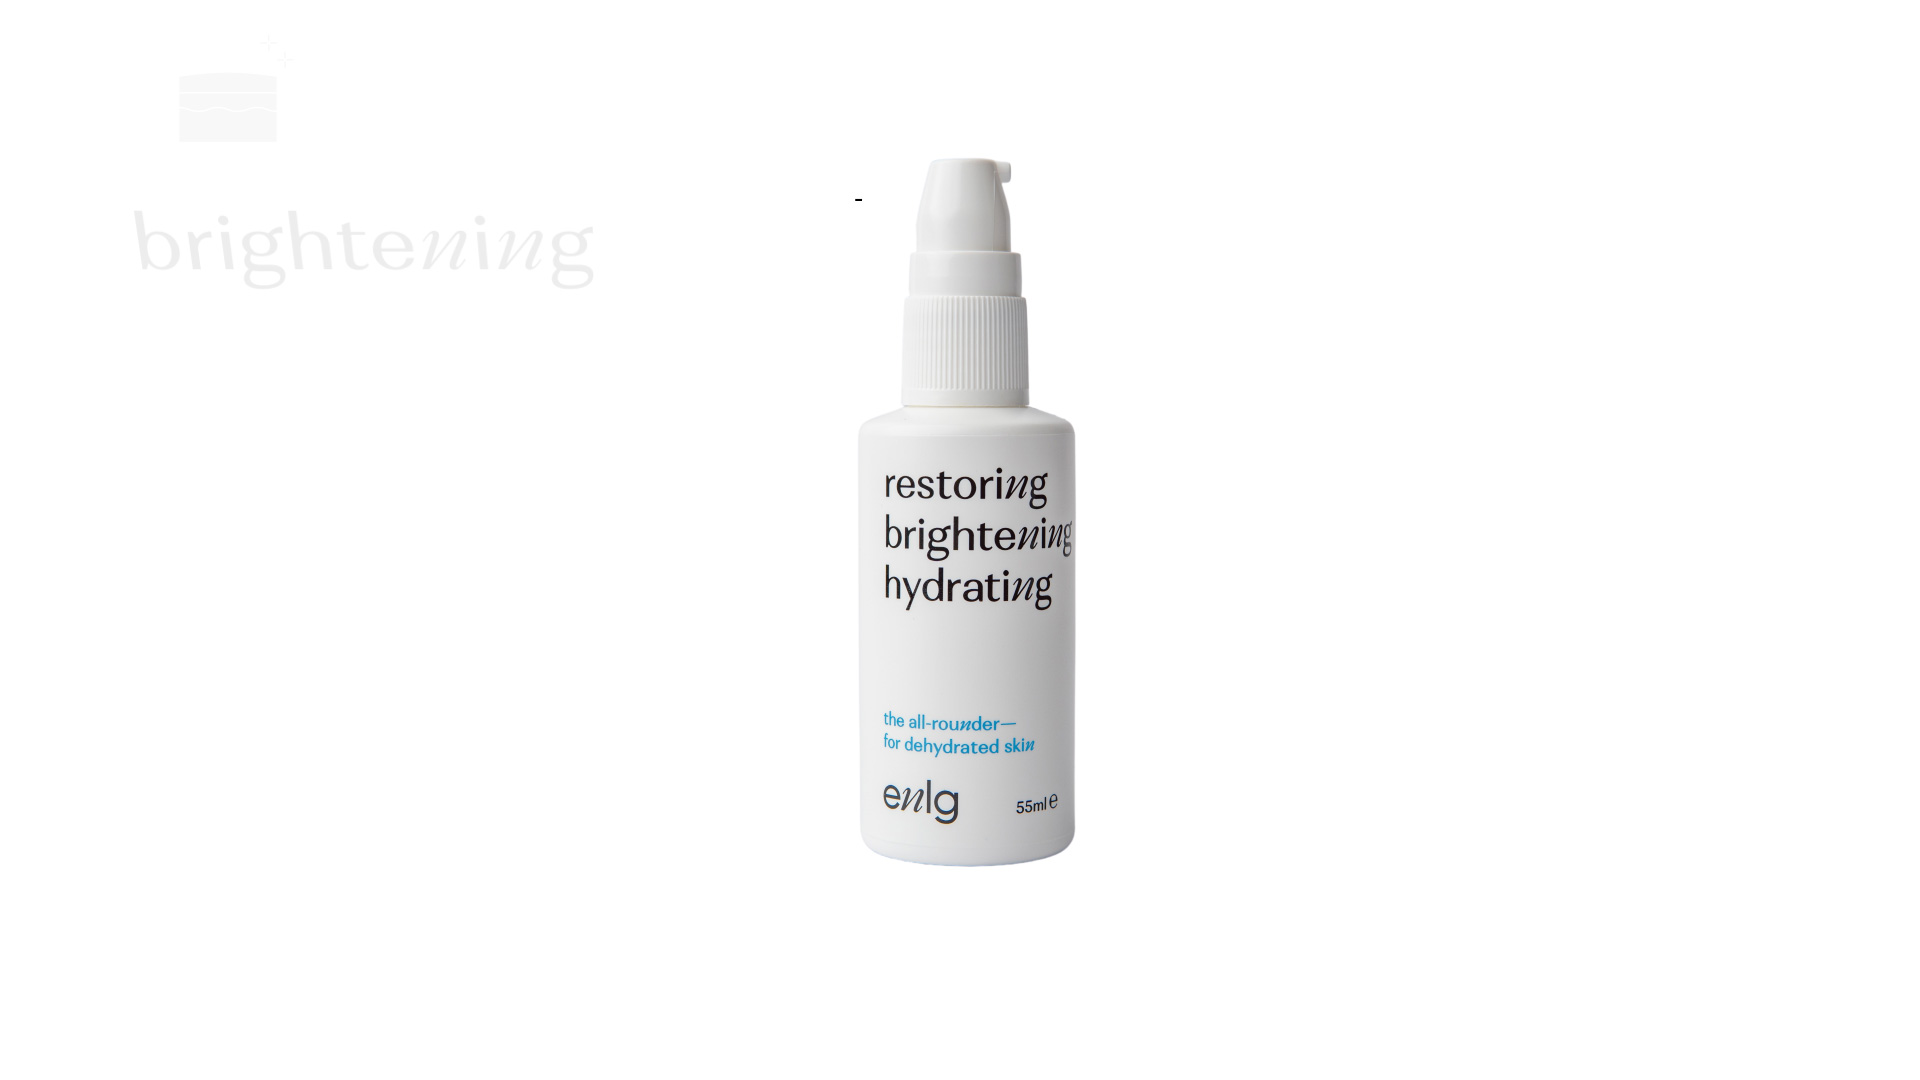 brightening
restoring
brightening
hydrating
the all-rounder—
for dehydrated skin
enlg
55ml ℮